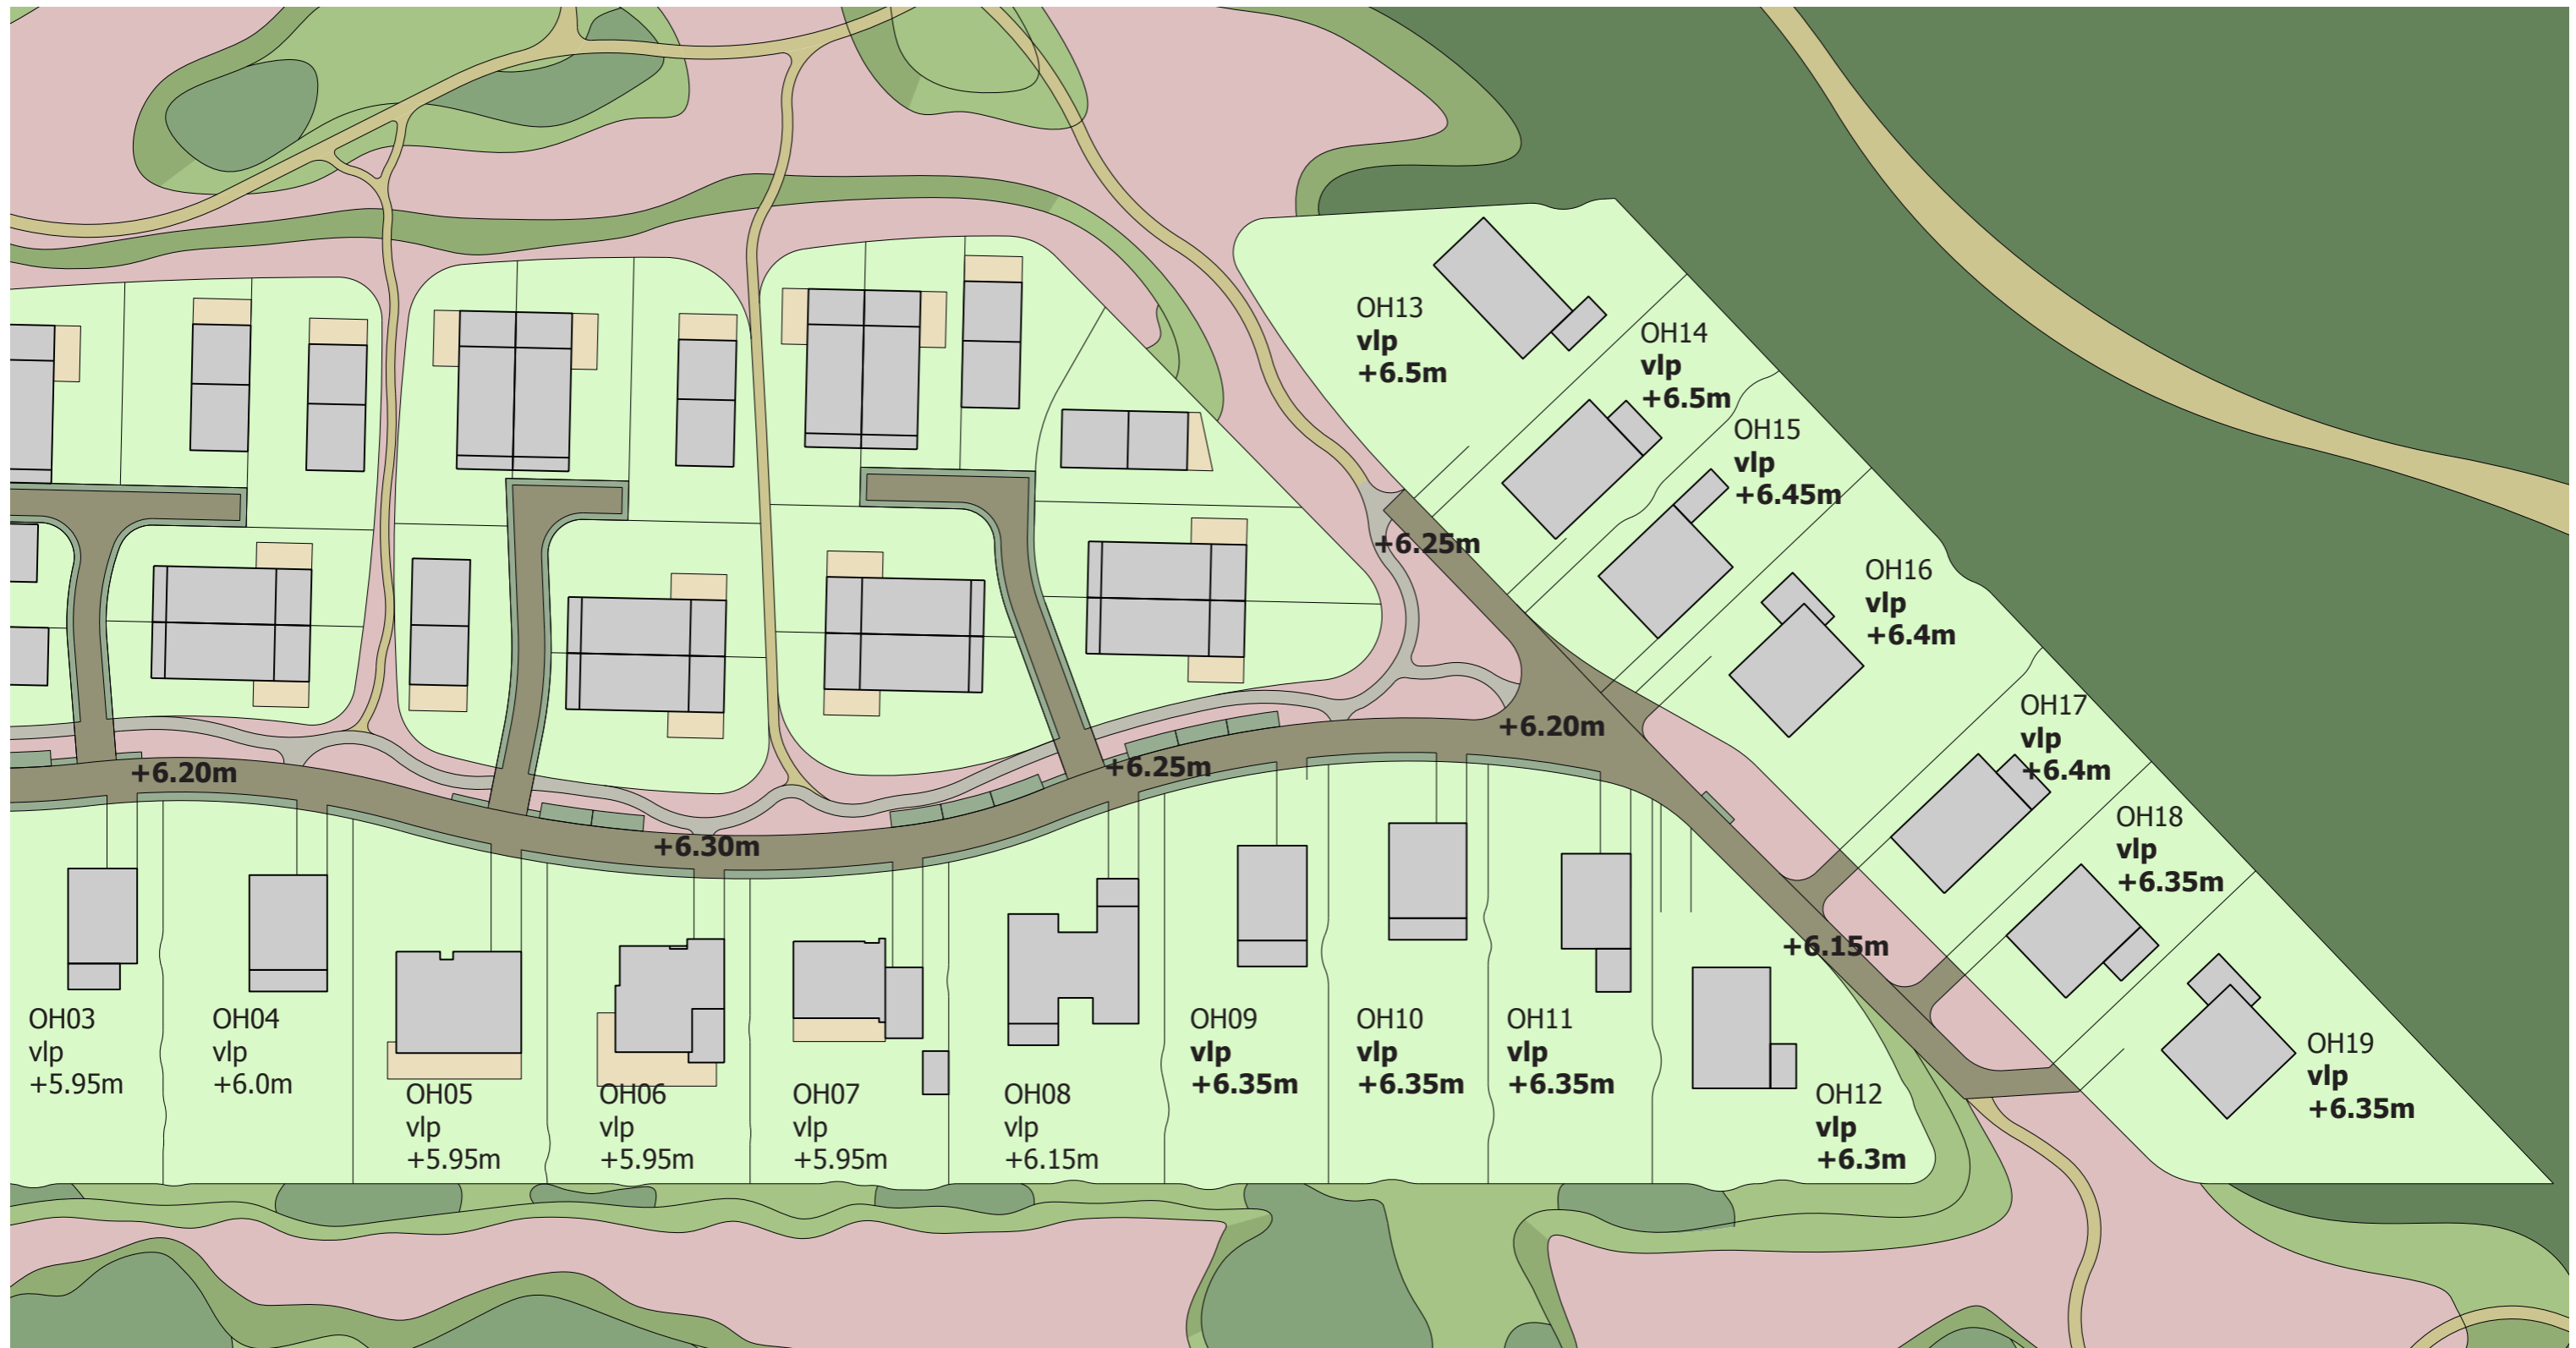 OH13
vlp
+6.5m
OH14
vlp
+6.5m
OH15
vlp
+6.45m
+6.25m
OH16
vlp
+6.4m
OH17
vlp
+6.4m
+6.20m
+6.20m
+6.25m
+6.30m
OH18
vlp
+6.35m
+6.15m
OH03
vlp
+5.95m
OH04
vlp
+6.0m
OH05
vlp
+5.95m
OH06
vlp
+5.95m
OH07
vlp
+5.95m
OH08
vlp
+6.15m
OH09
vlp
+6.35m
OH10
vlp
+6.35m
OH11
vlp
+6.35m
OH12
vlp
+6.3m
OH19
vlp
+6.35m